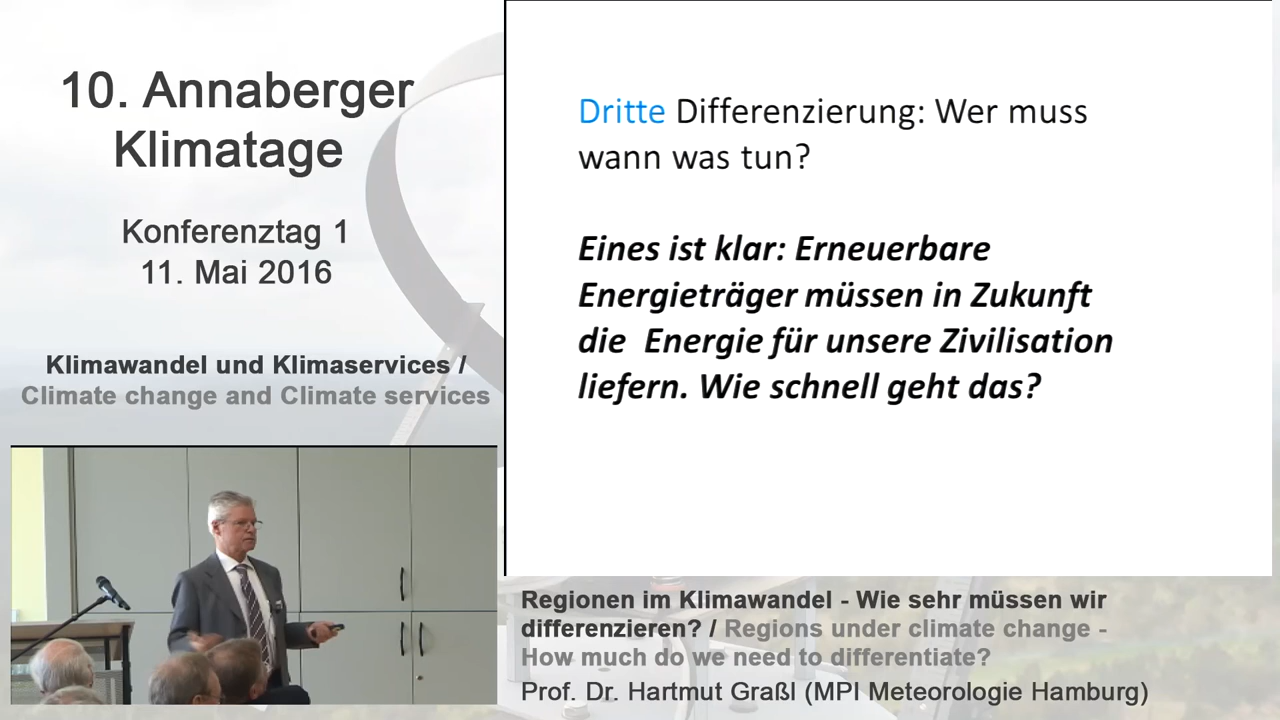 10. Annaberger
Klimatage
Konferenztag 1
11. Mai 2016
Klimawandel und Klimaservices /
Climate change and Climate services
Dritte Differenzierung: Wer muss
wann was tun?
Eines ist klar: Erneuerbare
Energieträger müssen in Zukunft
die  Energie für unsere Zivilisation
liefern. Wie schnell geht das?
Regionen im Klimawandel - Wie sehr müssen wir
differenzieren? / Regions under climate change -
How much do we need to differentiate?
Prof. Dr. Hartmut Graßl (MPI Meteorologie Hamburg)